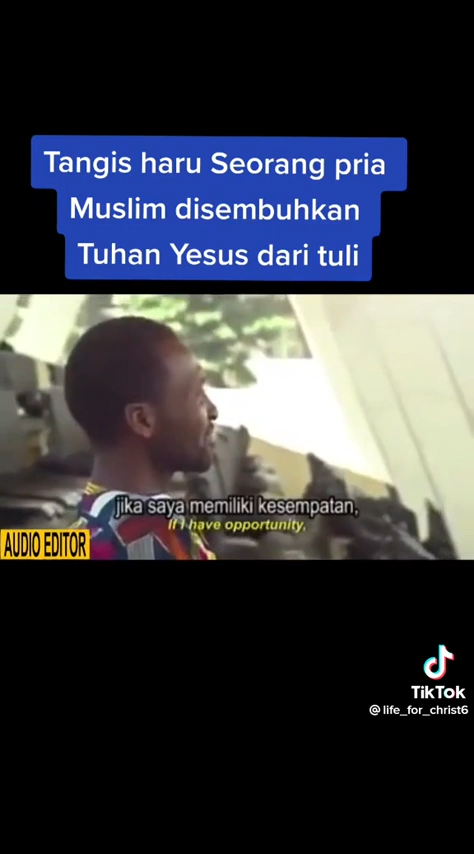 Tangis haru Seorang pria
Muslim disembuhkan
Tuhan Yesus dari tuli
jika saya memiliki kesempatan,
If I have opportunity,
AUDIO EDITOR
TikTok
@life_for_christ6